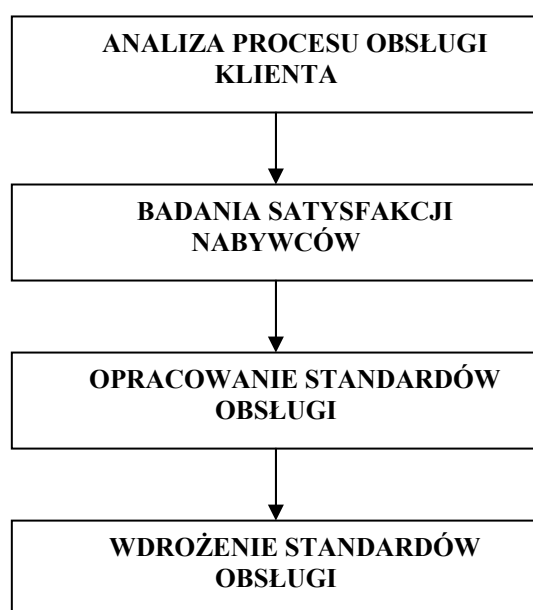 ANALIZA PROCESU OBSŁUGI
KLIENTA
BADANIA SATYSFAKCJI
NABYWCÓW
OPRACOWANIE STANDARDÓW
OBSŁUGI
WDROŻENIE STANDARDÓW
OBSŁUGI